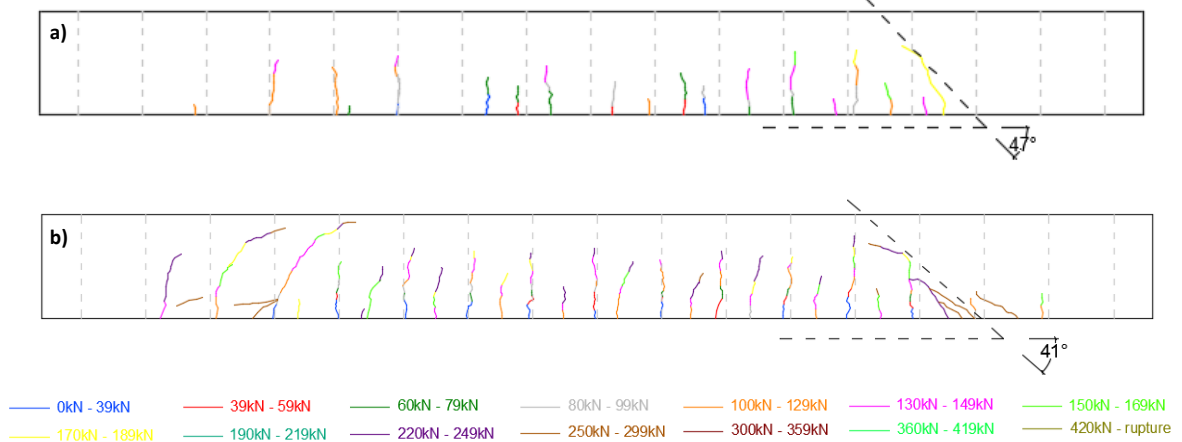 a)
47°
b)
41°
0kN - 39kN 39kN - 59kN 60kN - 79kN 80kN - 99kN 100kN - 129kN 130kN - 149kN 150kN - 169kN
170kN - 189kN 190kN - 219kN 220kN - 249kN 250kN - 299kN 300kN - 359kN 360kN - 419kN 420kN - rupture